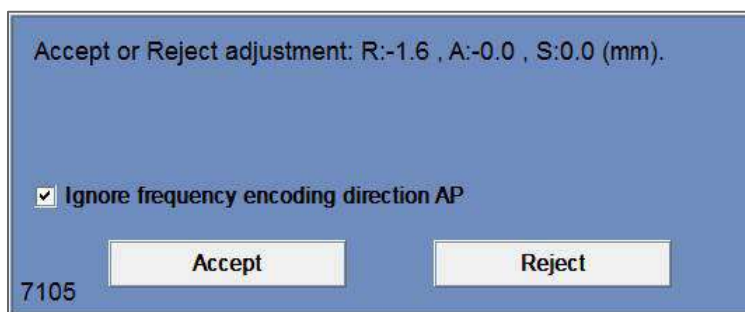 Accept or Reject adjustment: R:-1.6 , A:-0.0 , S:0.0 (mm).
Ignore frequency encoding direction AP
Accept Reject
7105